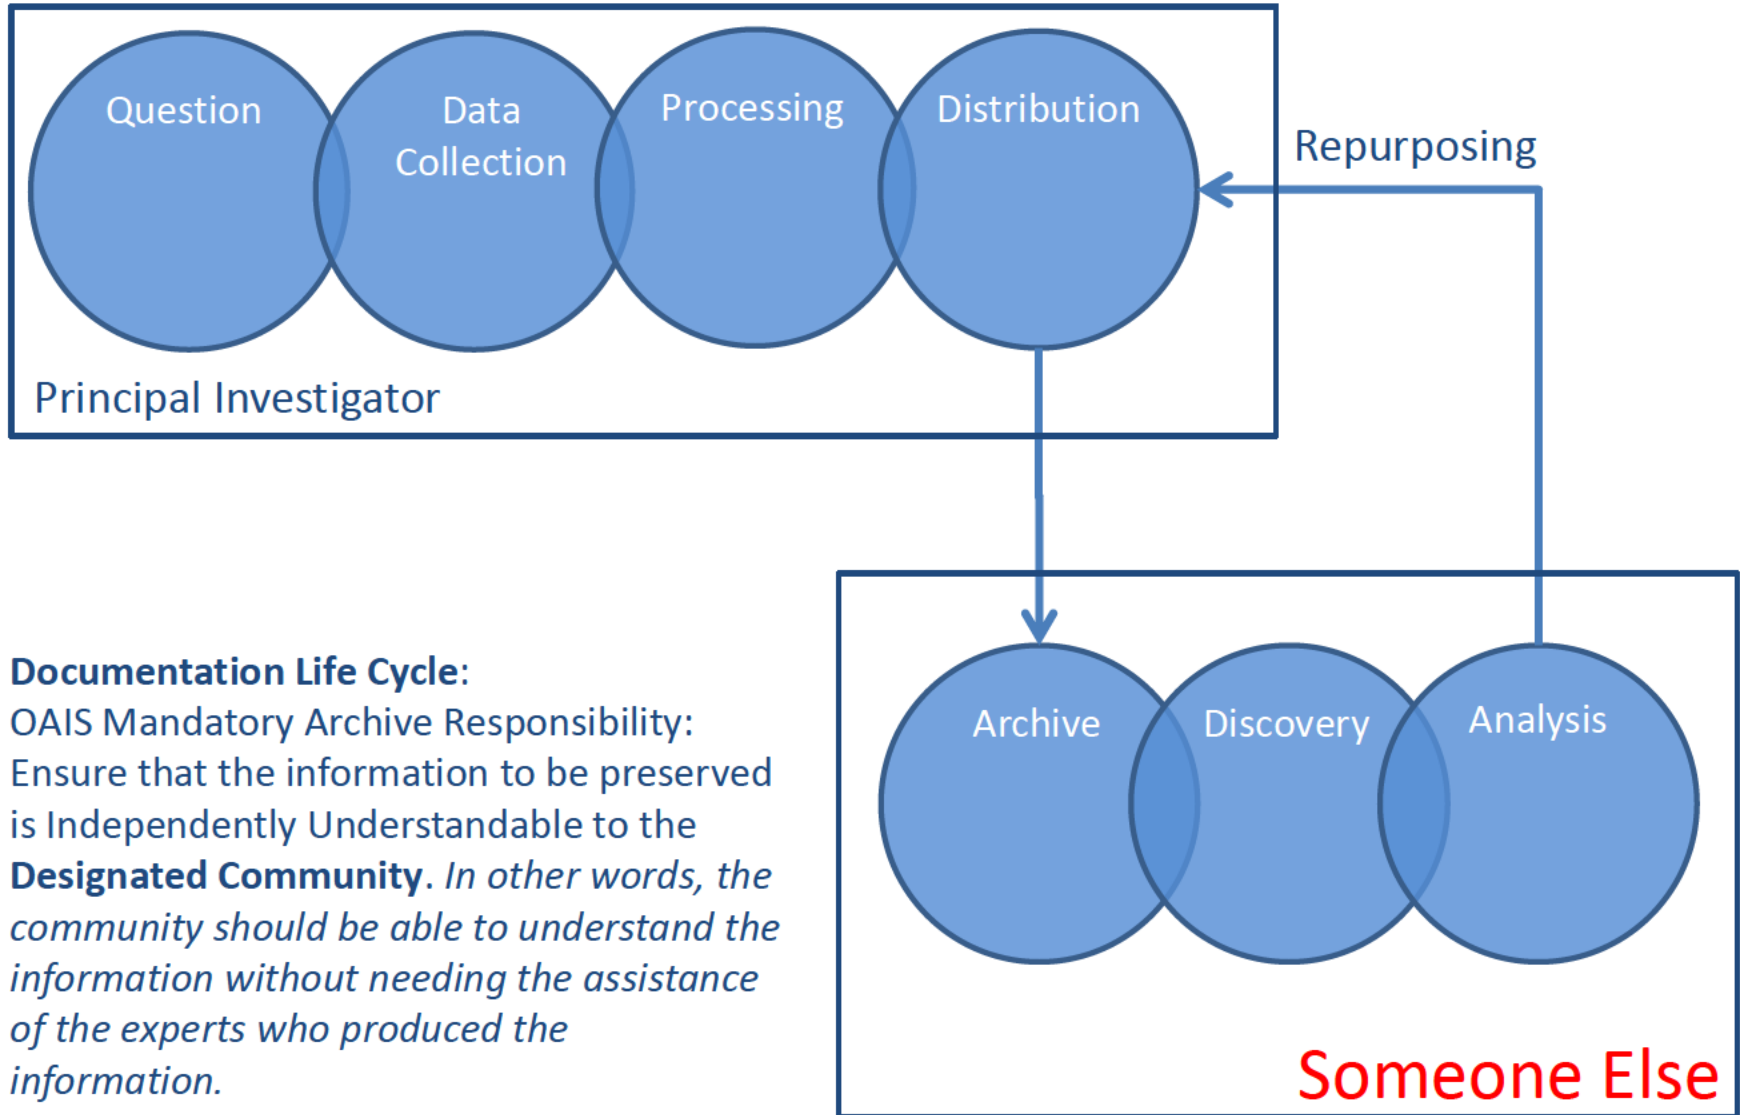 Question
Data
Collection
Processing
Distribution
Repurposing
Principal Investigator
Documentation Life Cycle:
OAIS Mandatory Archive Responsibility:
Ensure that the information to be preserved
is Independently Understandable to the
Designated Community. In other words, the
community should be able to understand the
information without needing the assistance
of the experts who produced the
information.
Archive
Discovery
Analysis
Someone Else